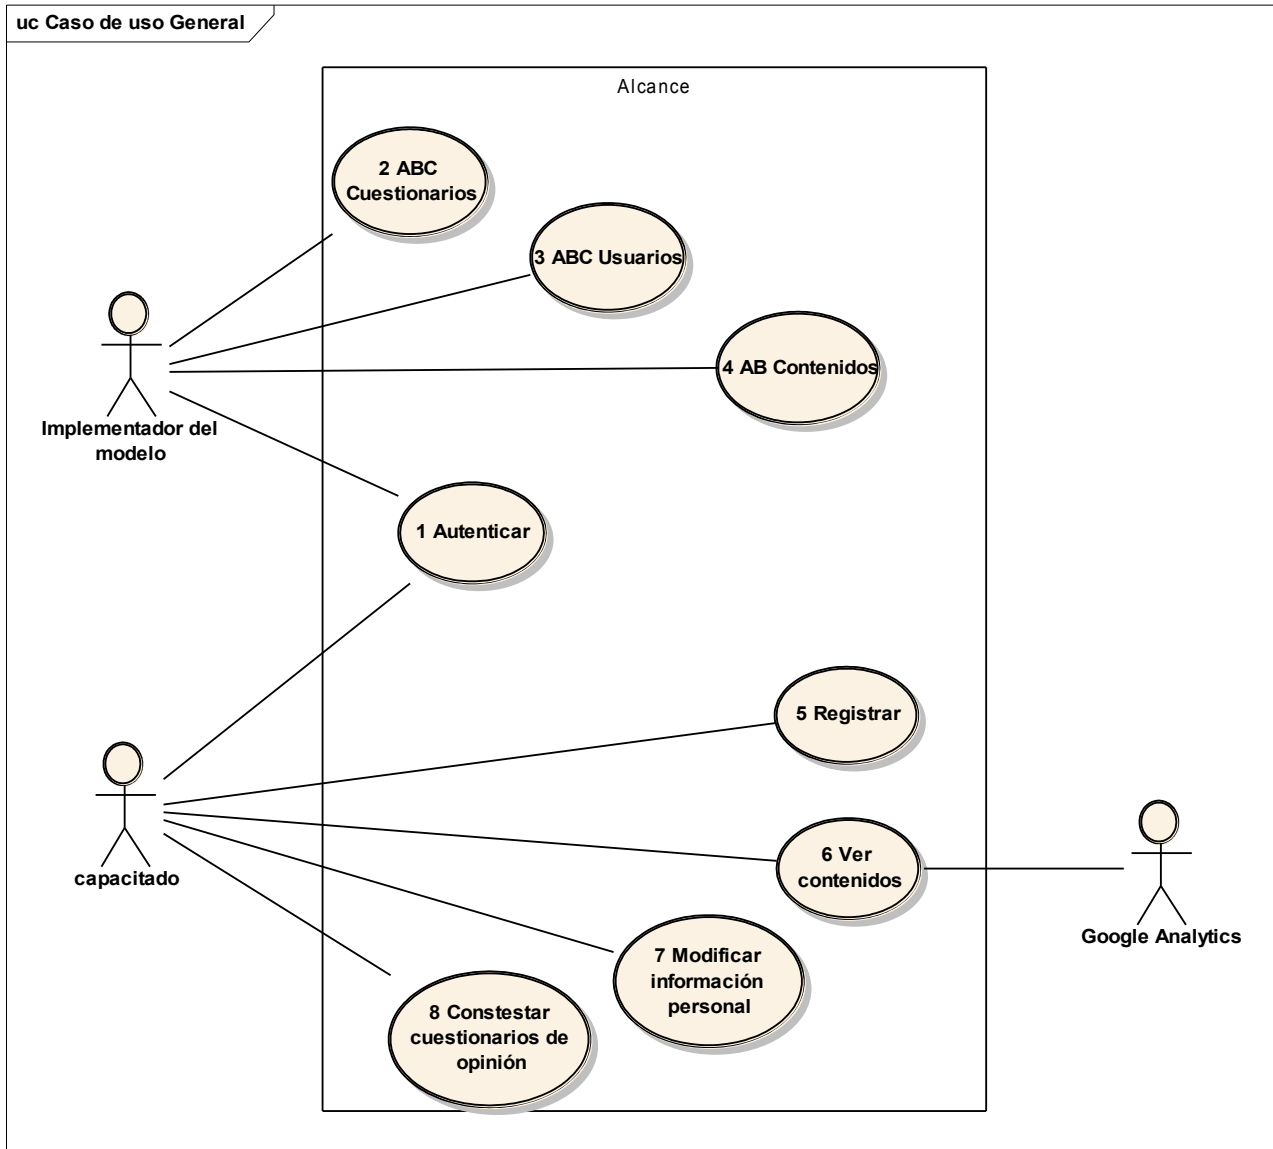 uc Caso de uso General
Alcance
2 ABC
Cuestionarios
3 ABC Usuarios
4 AB Contenidos
Implementador del
modelo
1 Autenticar
5 Registrar
capacitado
6 Ver
contenidos
Google Analytics
7 Modificar
información
personal
8 Constestar
cuestionarios de
opinión